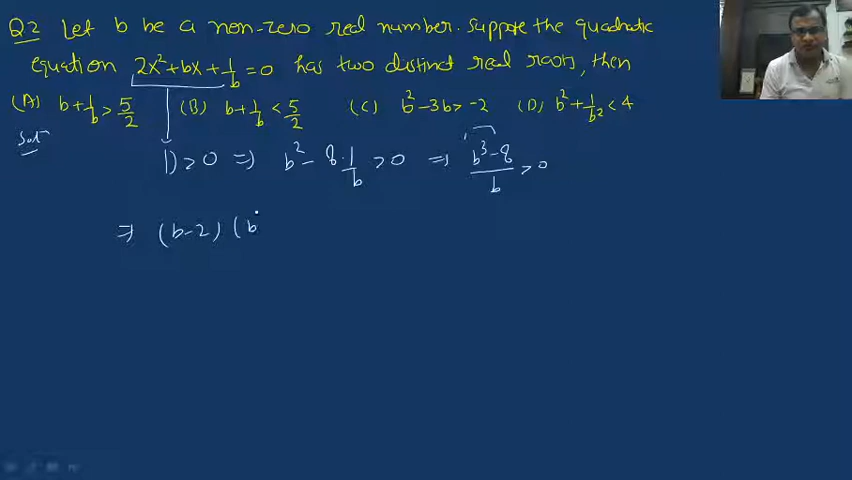 Q2 Let b be a non-zero real number. Suppose the quadratic
equation 2x²+bx+1/b=0 has two distinct real roots, then
(A) b+1/b>5/2 (B) b+1/b<5/2 (C) b²-3b>-2 (D) b²+1/b²<4
Solⁿ
D>0 ⇒ b²-8·1/b>0 ⇒ b³-8/b>0
⇒ (b-2)(b